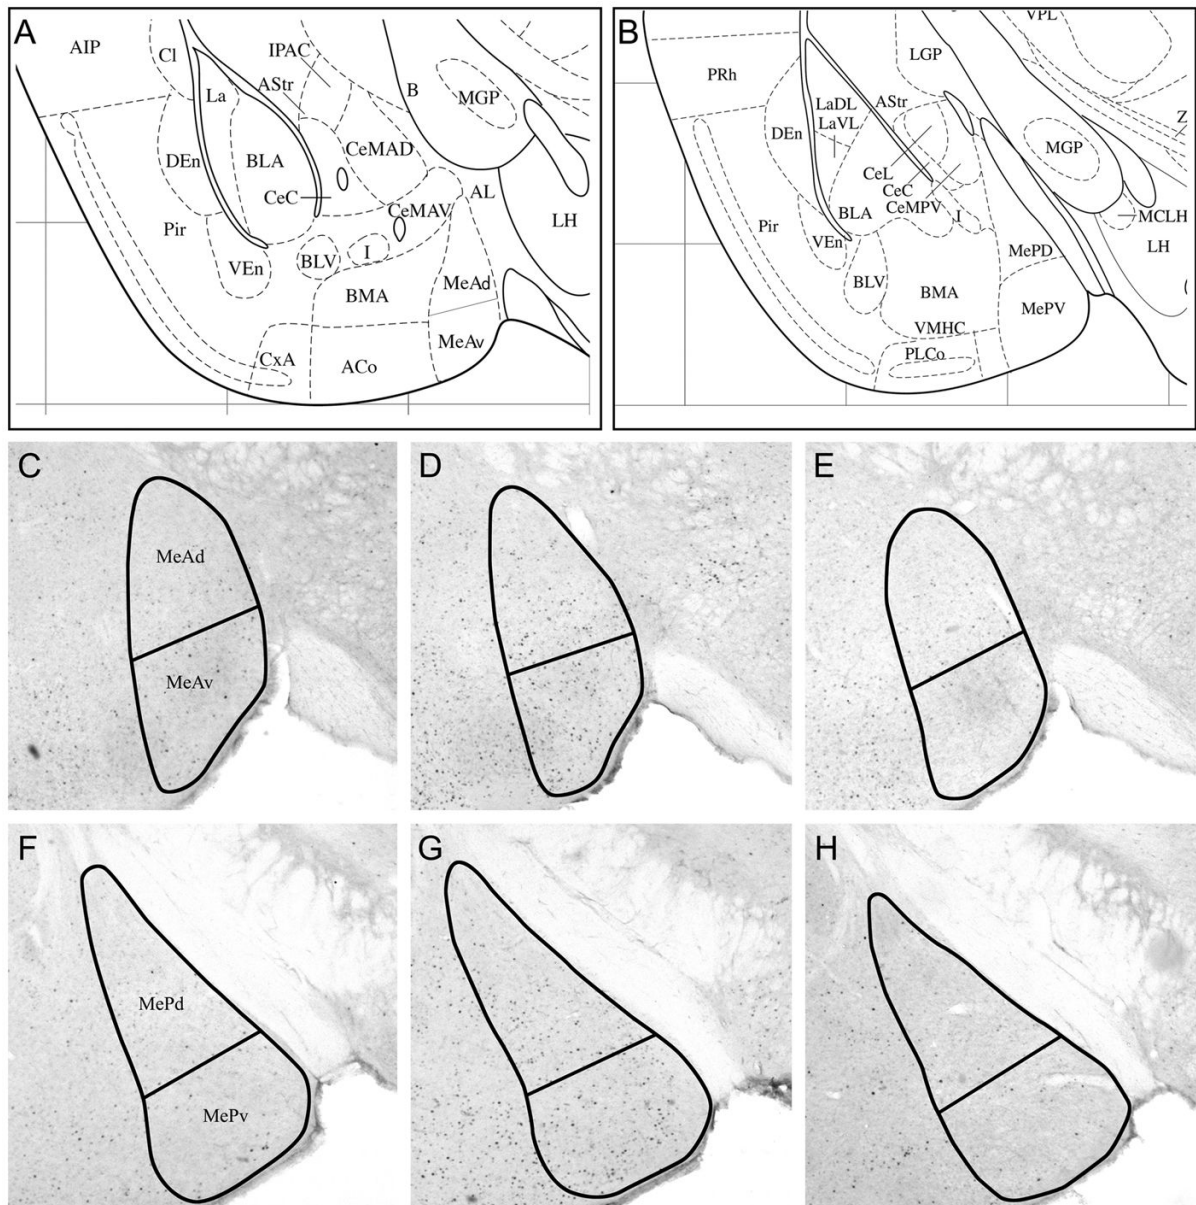 A
AIP
Cl
IPAC
AStr
La
B
MGP
DEn
BLA
CeMAD
CeC
CeMAV
AL
Pir
LH
VEn
BLV
I
MeAd
BMA
CxA
ACo
MeAv
B
VPL
PRh
LGP
Z
LaDL
AStr
LaVL
DEn
MGP
CeL
CeC
CeMPV
MCLH
Pir
BLA
I
VEn
MePD
LH
BLV
BMA
MePV
VMHC
PLCo
C
MeAd
MeAv
D
E
F
MePd
MePv
G
H